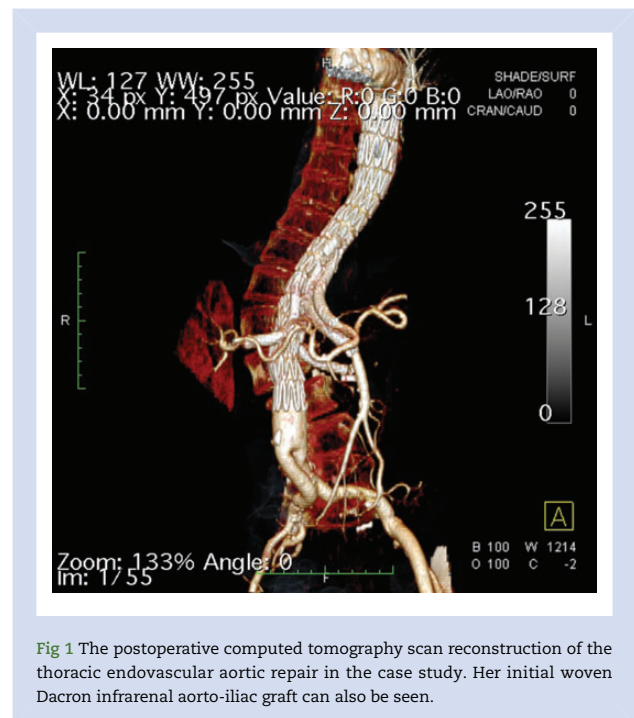 H
WL: 127 WW: 255
X: 34 px Y: 497 px Value: R:0 G:0 B:0
X: 0.00 mm Y: 0.00 mm Z: 0.00 mm
SHADE/SURF
LAO/RAO 0
CRAN/CAUD 0
255
R
128
L
0
A
B 100 W 1214
O 100 C -2
Zoom: 133% Angle: 0
Im: 1/55
F
Fig 1 The postoperative computed tomography scan reconstruction of the
thoracic endovascular aortic repair in the case study. Her initial woven
Dacron infrarenal aorto-iliac graft can also be seen.